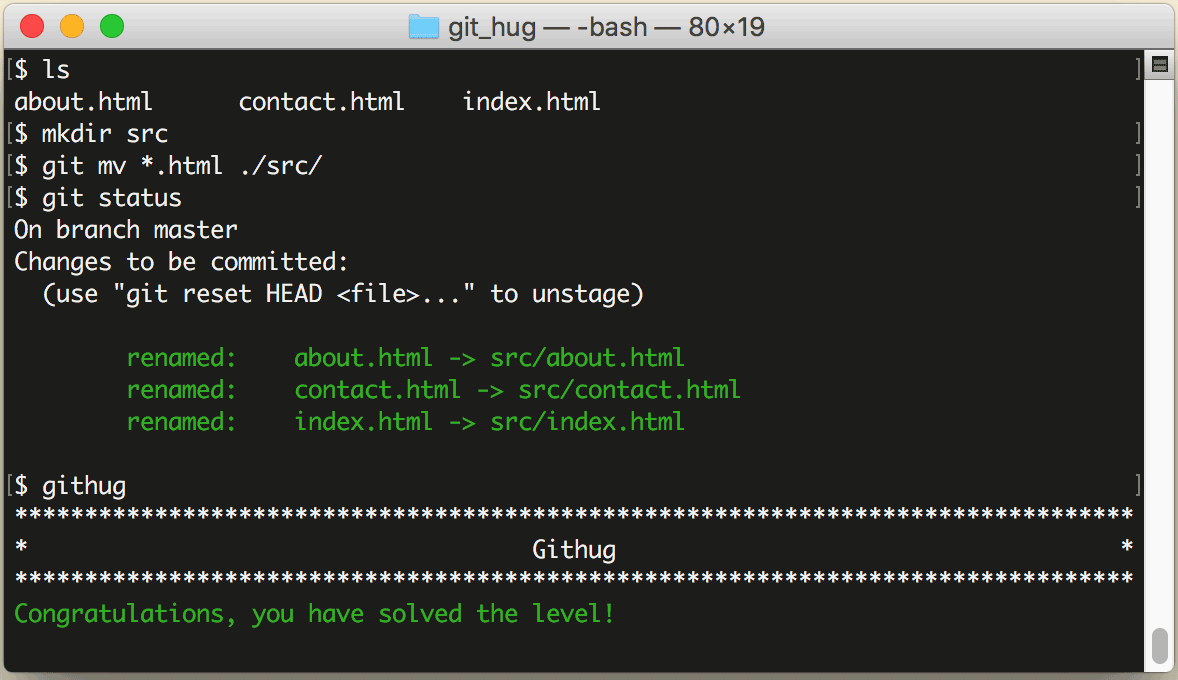 git_hug — -bash — 80×19
[$ ls ]
about.html      contact.html    index.html
[$ mkdir src ]
[$ git mv *.html ./src/ ]
[$ git status ]
On branch master
Changes to be committed:
  (use "git reset HEAD <file>..." to unstage)
        renamed:    about.html -> src/about.html
        renamed:    contact.html -> src/contact.html
        renamed:    index.html -> src/index.html
[$ githug ]
********************************************************************************
*                                    Githug                                    *
********************************************************************************
Congratulations, you have solved the level!